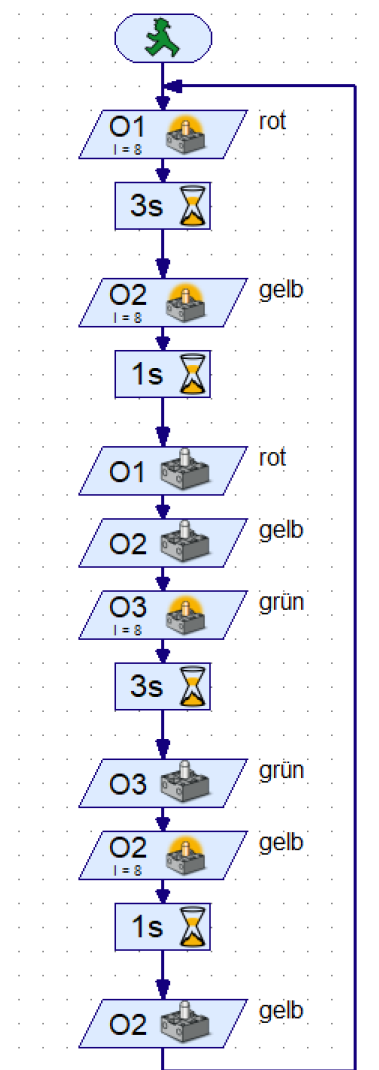 O1 rot
I = 8
3s
O2 gelb
I = 8
1s
O1 rot
O2 gelb
O3 grün
I = 8
3s
O3 grün
O2 gelb
I = 8
1s
O2 gelb